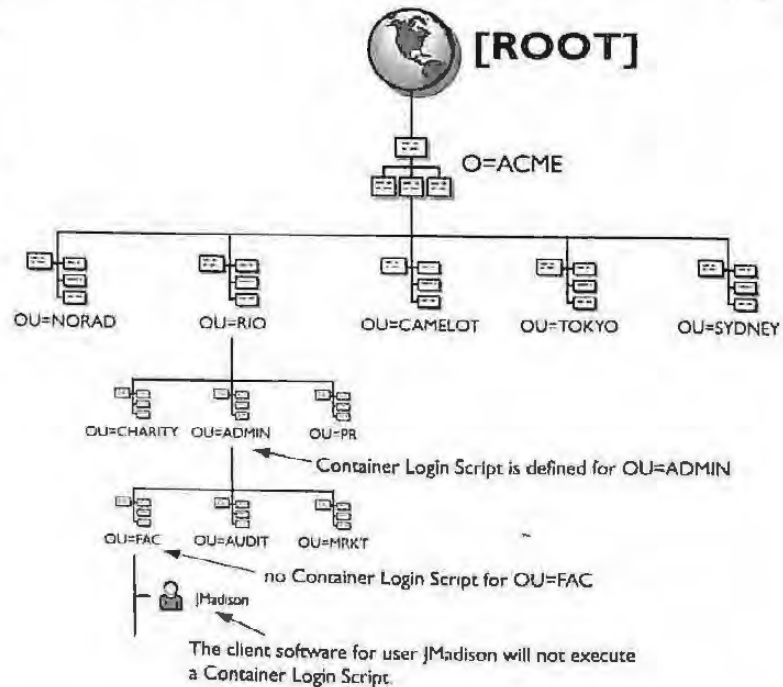 [ROOT]
O=ACME
OU=NORAD
OU=RIO
OU=CAMELOT
OU=TOKYO
OU=SYDNEY
OU=CHARITY
OU=ADMIN
OU=PR
Container Login Script is defined for OU=ADMIN
OU=FAC
OU=AUDIT
OU=MRKT
no Container Login Script for OU=FAC
JMadison
The client software for user JMadison will not execute
a Container Login Script.